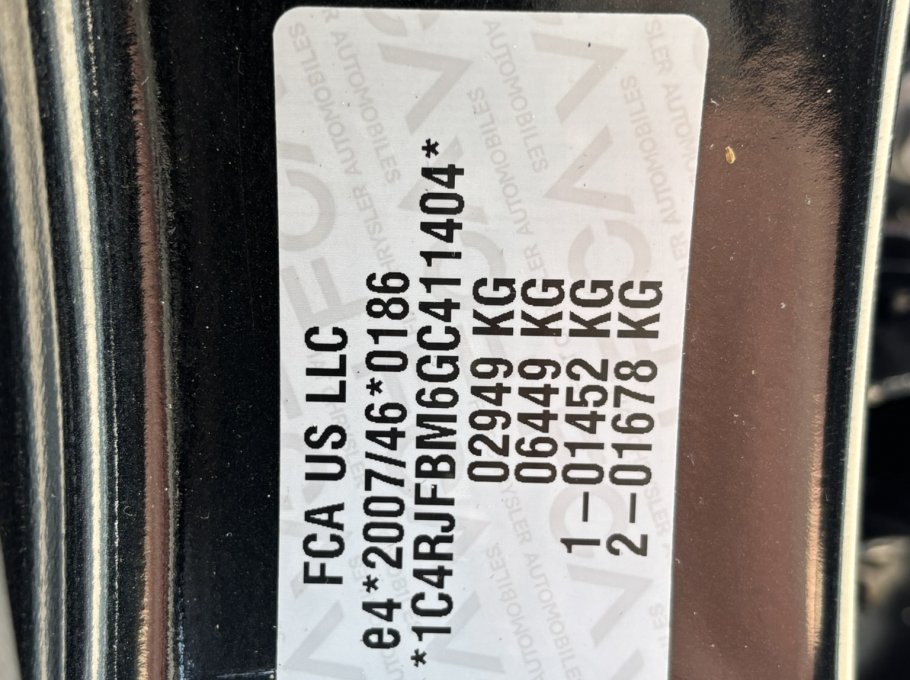 FCA US LLC
e4*2007/46*0186
*1C4RJFBM6GC411404*
02949 KG
06449 KG
1-01452 KG
2-01678 KG